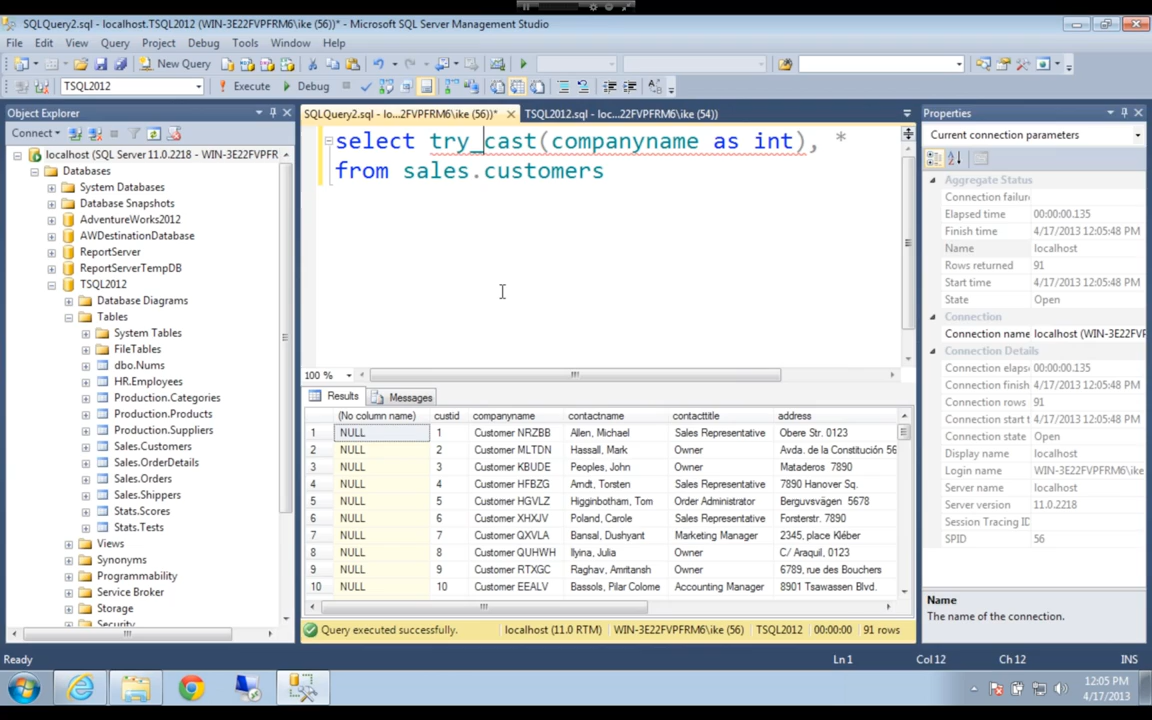 SQLQuery2.sql - localhost.TSQL2012 (WIN-3E22FVPFRM6\ike (56))* - Microsoft SQL Server Management Studio
File Edit View Query Project Debug Tools Window Help
New Query
TSQL2012 Execute Debug
Object Explorer
Connect
localhost (SQL Server 11.0.2218 - WIN-3E22FVPFR
Databases
System Databases
Database Snapshots
AdventureWorks2012
AWDestinationDatabase
ReportServer
ReportServerTempDB
TSQL2012
Database Diagrams
Tables
System Tables
FileTables
dbo.Nums
HR.Employees
Production.Categories
Production.Products
Production.Suppliers
Sales.Customers
Sales.OrderDetails
Sales.Orders
Sales.Shippers
Stats.Scores
Stats.Tests
Views
Synonyms
Programmability
Service Broker
Storage
Security
SQLQuery2.sql - lo...2FVPFRM6\ike (56))* TSQL2012.sql - loc...22FVPFRM6\ike (54))
select try_cast(companyname as int), *
from sales.customers
100 %
Results Messages
(No column name) custid companyname contactname contacttitle address
1 NULL 1 Customer NRZBB Allen, Michael Sales Representative Obere Str. 0123
2 NULL 2 Customer MLTDN Hassall, Mark Owner Avda. de la Constitución 56
3 NULL 3 Customer KBUDE Peoples, John Owner Mataderos 7890
4 NULL 4 Customer HFBZG Arndt, Torsten Sales Representative 7890 Hanover Sq.
5 NULL 5 Customer HGVLZ Higginbotham, Tom Order Administrator Berguvsvägen 5678
6 NULL 6 Customer XHXJV Poland, Carole Sales Representative Forsterstr. 7890
7 NULL 7 Customer QXVLA Bansal, Dushyant Marketing Manager 2345, place Kléber
8 NULL 8 Customer QUHWH Ilyina, Julia Owner C/ Araquil, 0123
9 NULL 9 Customer RTXGC Raghav, Amritansh Owner 6789, rue des Bouchers
10 NULL 10 Customer EEALV Bassols, Pilar Colome Accounting Manager 8901 Tsawassen Blvd.
Query executed successfully. localhost (11.0 RTM) WIN-3E22FVPFRM6\ike (56) TSQL2012 00:00:00 91 rows
Properties
Current connection parameters
Aggregate Status
Connection failure
Elapsed time 00:00:00.135
Finish time 4/17/2013 12:05:48 PM
Name localhost
Rows returned 91
Start time 4/17/2013 12:05:48 PM
State Open
Connection
Connection name localhost (WIN-3E22FVPF
Connection Details
Connection elaps 00:00:00.135
Connection finish 4/17/2013 12:05:48 PM
Connection rows 91
Connection start t 4/17/2013 12:05:48 PM
Connection state Open
Display name localhost
Login name WIN-3E22FVPFRM6\ike
Server name localhost
Server version 11.0.2218
Session Tracing ID
SPID 56
Name
The name of the connection.
Ready Ln 1 Col 12 Ch 12 INS
12:05 PM
4/17/2013